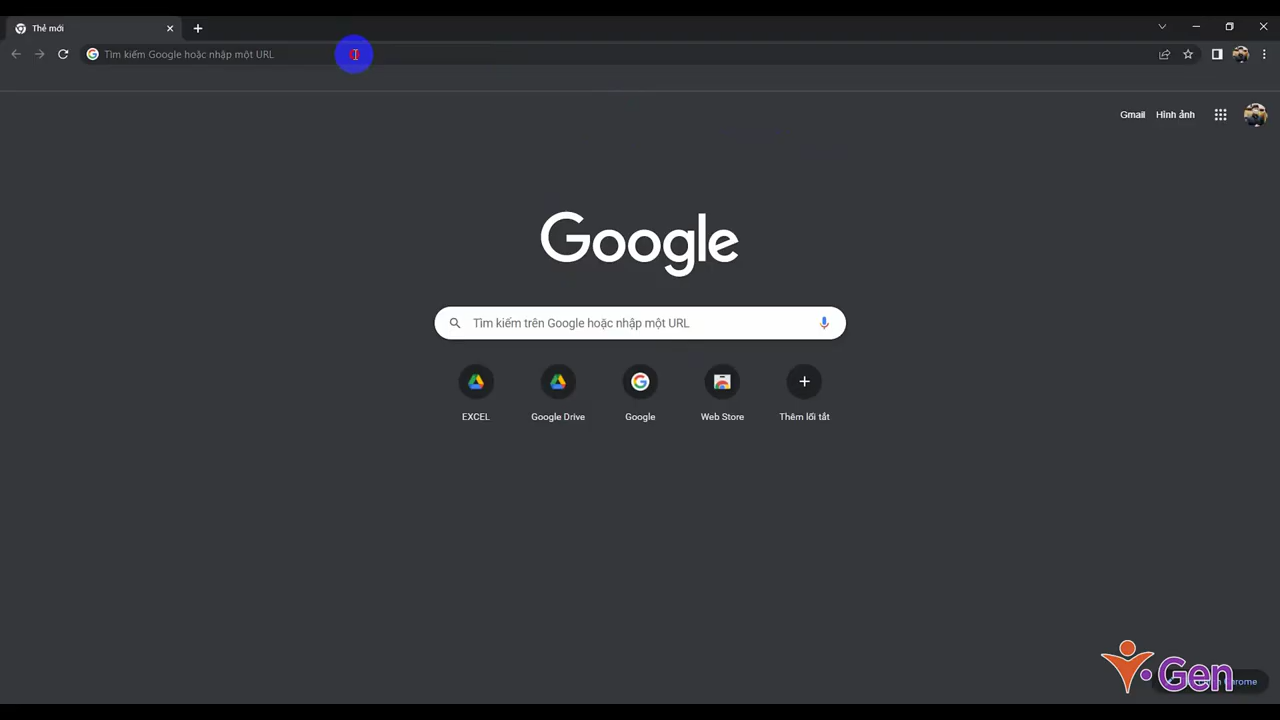 Thẻ mới
Tìm kiếm Google hoặc nhập một URL
Gmail Hình ảnh
Google
Tìm kiếm trên Google hoặc nhập một URL
EXCEL Google Drive Google Web Store Thêm lối tắt
Gen